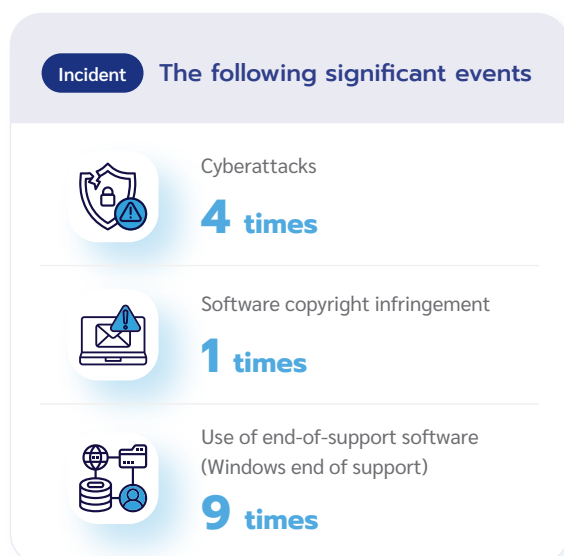 Incident The following significant events
Cyberattacks
4 times
Software copyright infringement
1 times
Use of end-of-support software
(Windows end of support)
9 times